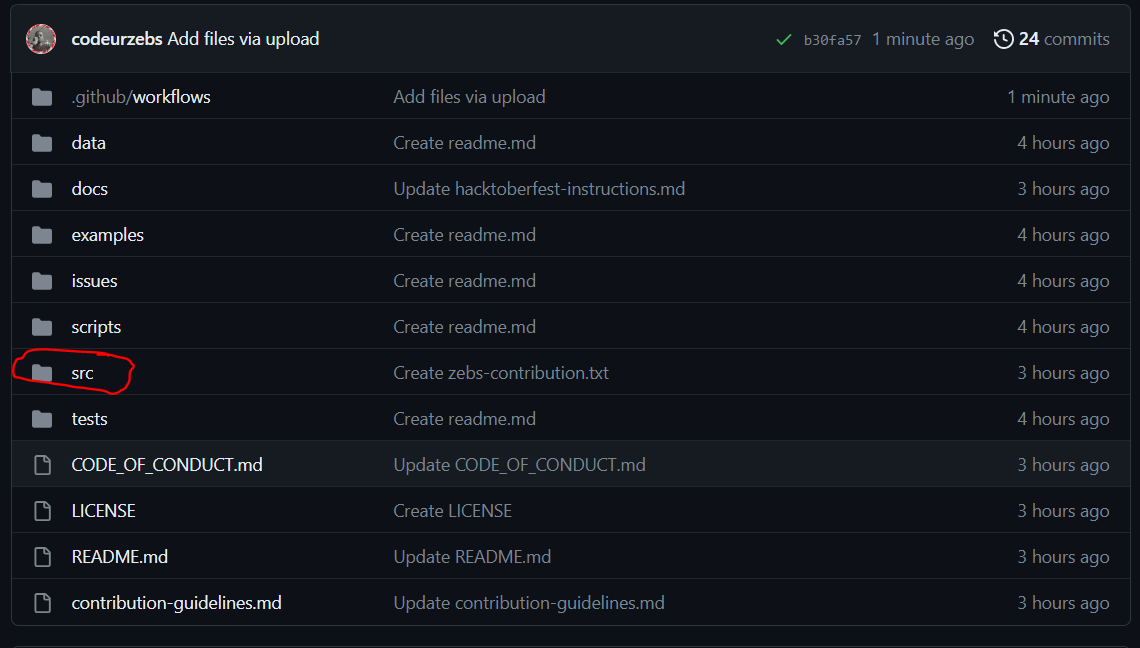 codeurzebs Add files via upload b30fa57 1 minute ago 24 commits
.github/workflows Add files via upload 1 minute ago
data Create readme.md 4 hours ago
docs Update hacktoberfest-instructions.md 3 hours ago
examples Create readme.md 4 hours ago
issues Create readme.md 4 hours ago
scripts Create readme.md 4 hours ago
src Create zebs-contribution.txt 3 hours ago
tests Create readme.md 4 hours ago
CODE_OF_CONDUCT.md Update CODE_OF_CONDUCT.md 3 hours ago
LICENSE Create LICENSE 3 hours ago
README.md Update README.md 3 hours ago
contribution-guidelines.md Update contribution-guidelines.md 3 hours ago